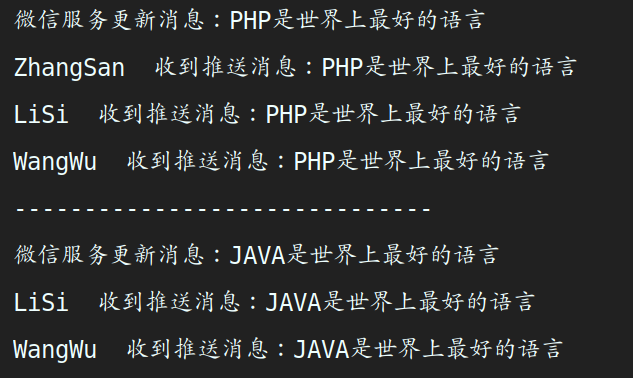 微信服务更新消息：PHP是世界上最好的语言
ZhangSan  收到推送消息：PHP是世界上最好的语言
LiSi  收到推送消息：PHP是世界上最好的语言
WangWu  收到推送消息：PHP是世界上最好的语言
------------------------------
微信服务更新消息：JAVA是世界上最好的语言
LiSi  收到推送消息：JAVA是世界上最好的语言
WangWu  收到推送消息：JAVA是世界上最好的语言